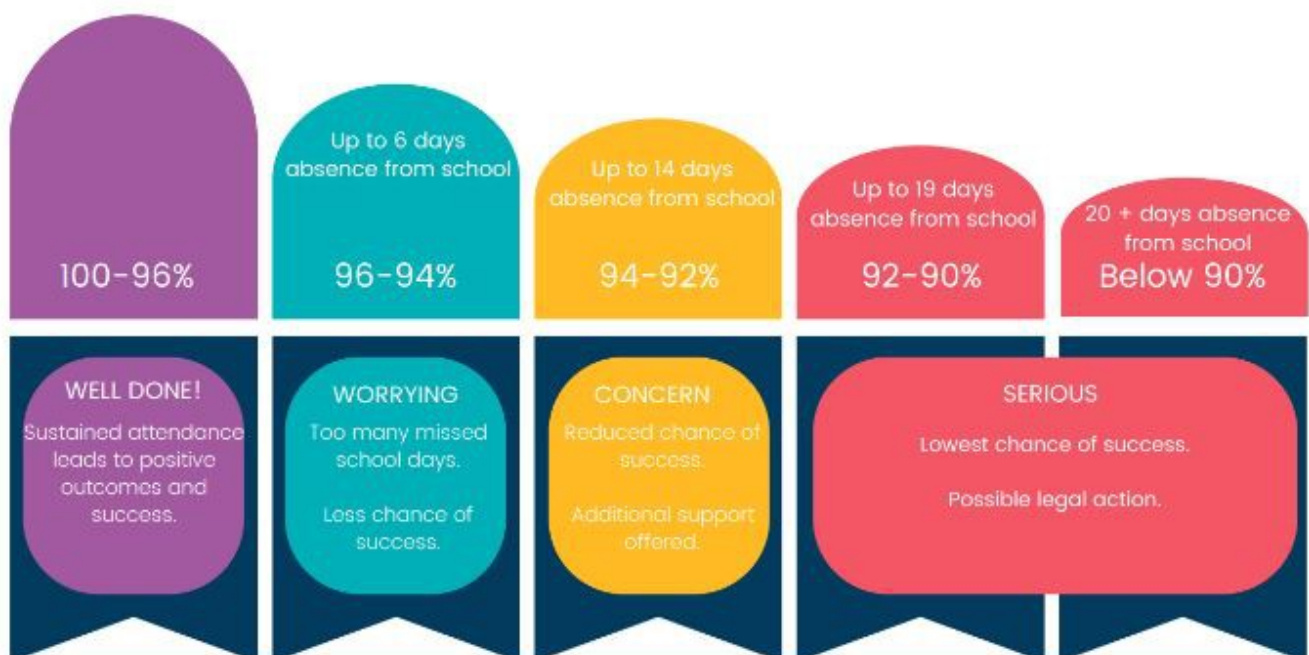 100-96%
Up to 6 days
absence from school
96-94%
Up to 14 days
absence from school
94-92%
Up to 19 days
absence from school
92-90%
20 + days absence
from school
Below 90%
WELL DONE!
Sustained attendance
leads to positive
outcomes and
success.
WORRYING
Too many missed
school days.
Less chance of
success.
CONCERN
Reduced chance of
success.
Additional support
offered.
SERIOUS
Lowest chance of success.
Possible legal action.